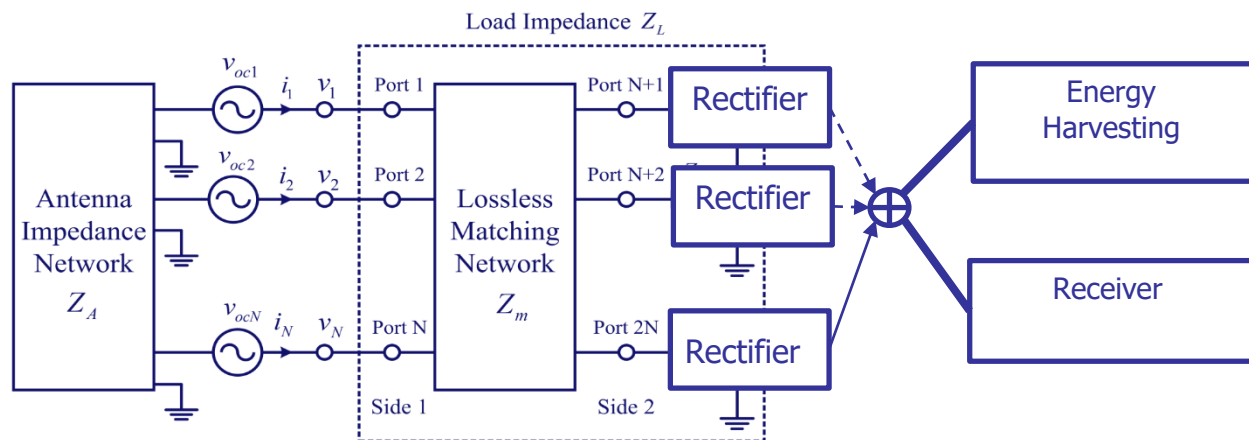 Load Impedance Z_L
v_oc1
i_1
v_1
Port 1
Port N+1
Rectifier
Energy
Harvesting
v_oc2
i_2
v_2
Port 2
Port N+2
Rectifier
Antenna
Impedance
Network
Z_A
Lossless
Matching
Network
Z_m
v_ocN
i_N
v_N
Port N
Port 2N
Rectifier
Receiver
Side 1
Side 2